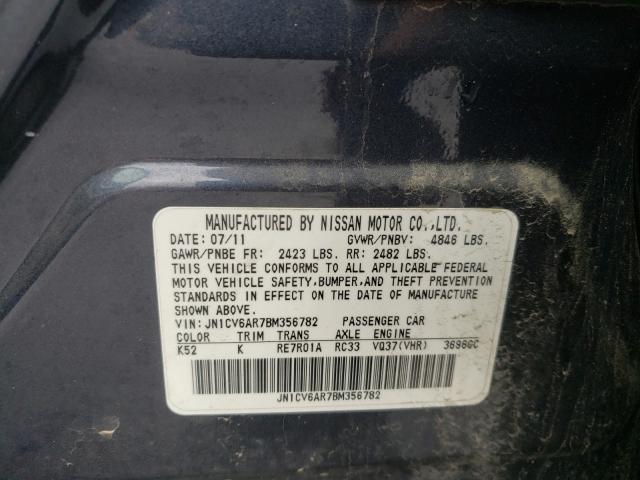 MANUFACTURED BY NISSAN MOTOR CO.,LTD.
DATE: 07/11 GVWR/PNBV: 4846 LBS.
GAWR/PNBE FR: 2423 LBS. RR: 2482 LBS.
THIS VEHICLE CONFORMS TO ALL APPLICABLE FEDERAL
MOTOR VEHICLE SAFETY,BUMPER,AND THEFT PREVENTION
STANDARDS IN EFFECT ON THE DATE OF MANUFACTURE
SHOWN ABOVE.
VIN: JN1CV6AR7BM356782 PASSENGER CAR
COLOR TRIM TRANS AXLE ENGINE
K52 K RE7R01A RC33 VQ37(VHR) 3696CC
JN1CV6AR7BM356782